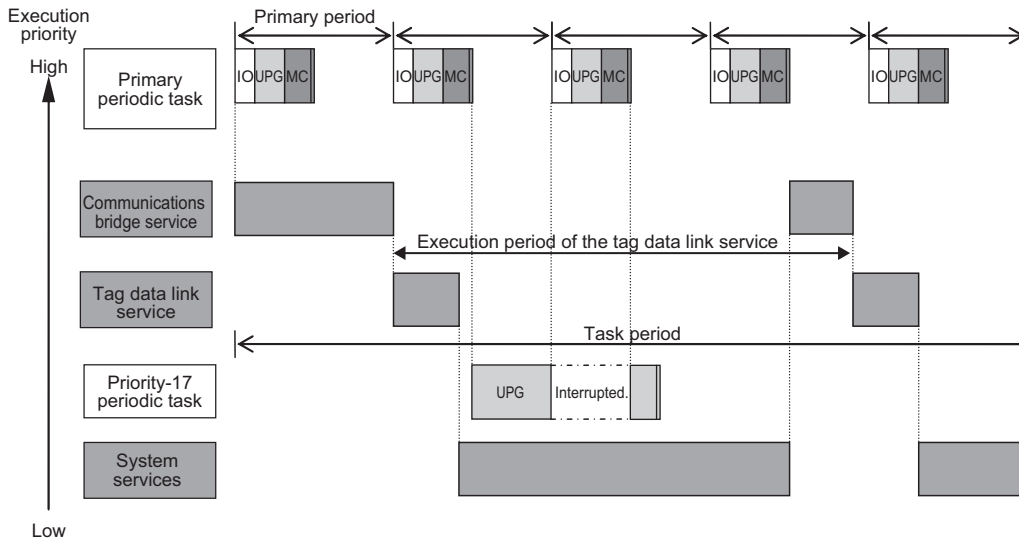 Execution
priority
High
Primary period
Primary
periodic task
IO UPG MC
IO UPG MC
IO UPG MC
IO UPG MC
IO UPG MC
Communications
bridge service
Execution period of the tag data link service
Tag data link
service
Task period
Priority-17
periodic task
UPG
Interrupted.
System
services
Low